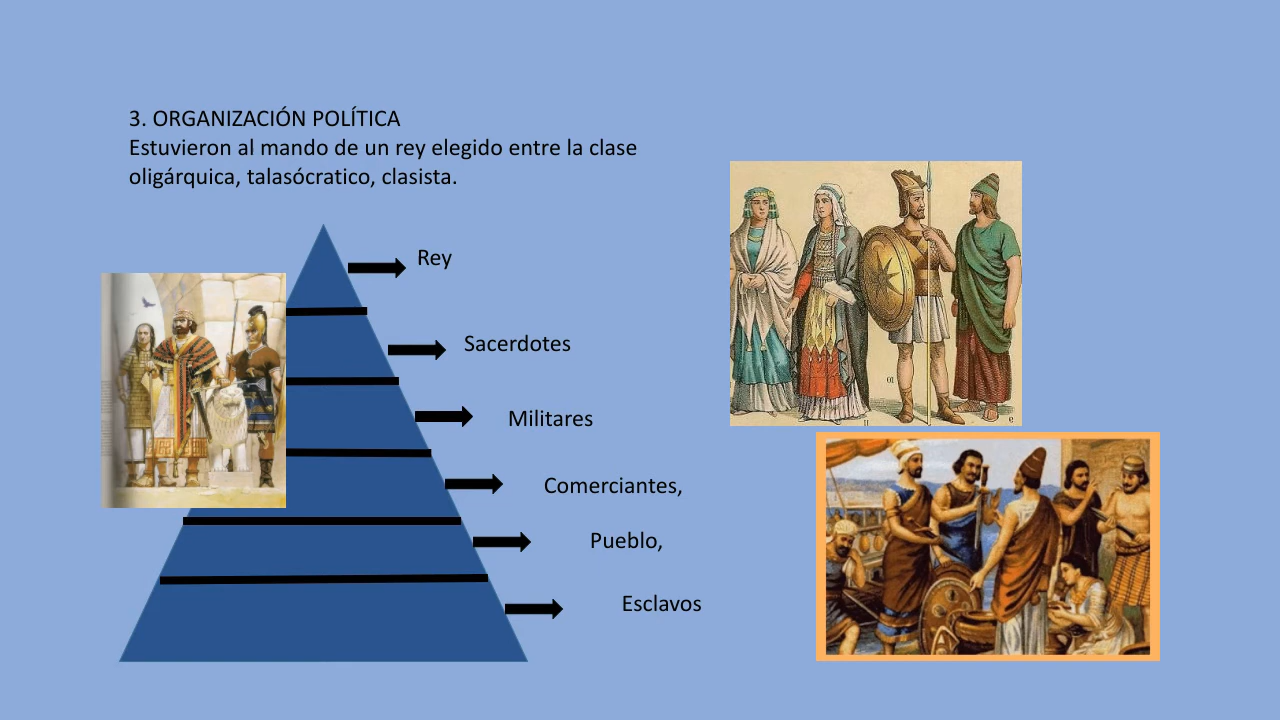 3. ORGANIZACIÓN POLÍTICA
Estuvieron al mando de un rey elegido entre la clase
oligárquica, talasócratico, clasista.
Rey
Sacerdotes
Militares
Comerciantes,
Pueblo,
Esclavos